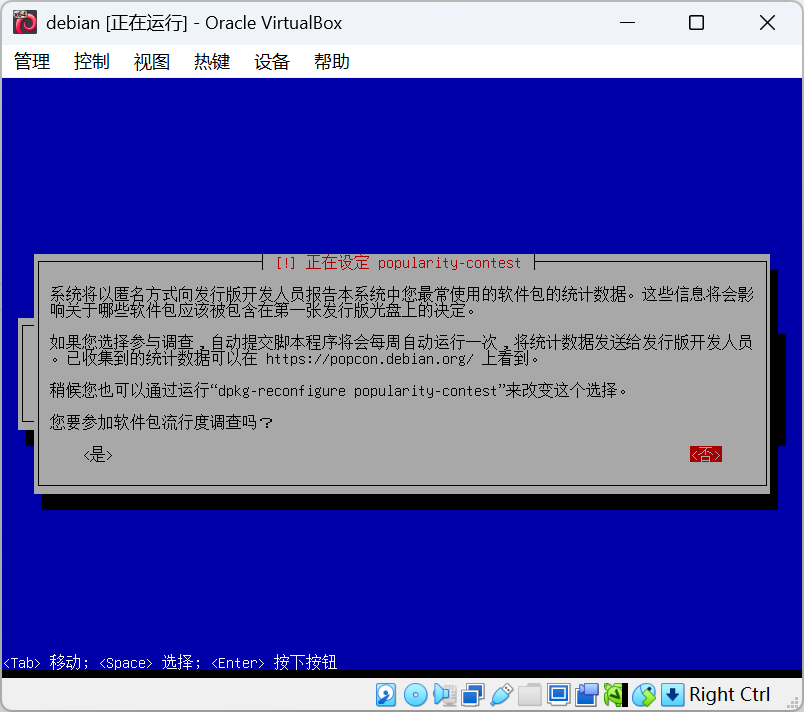 debian [正在运行] - Oracle VirtualBox
管理 控制 视图 热键 设备 帮助
[!] 正在设定 popularity-contest
系统将以匿名方式向发行版开发人员报告本系统中您最常使用的软件包的统计数据。这些信息将会影
响关于哪些软件包应该被包含在第一张发行版光盘上的决定。
如果您选择参与调查，自动提交脚本程序将会每周自动运行一次，将统计数据发送给发行版开发人员
。已收集到的统计数据可以在 https://popcon.debian.org/ 上看到。
稍候您也可以通过运行“dpkg-reconfigure popularity-contest”来改变这个选择。
您要参加软件包流行度调查吗？
<是> <否>
<Tab> 移动; <Space> 选择; <Enter> 按下按钮
Right Ctrl